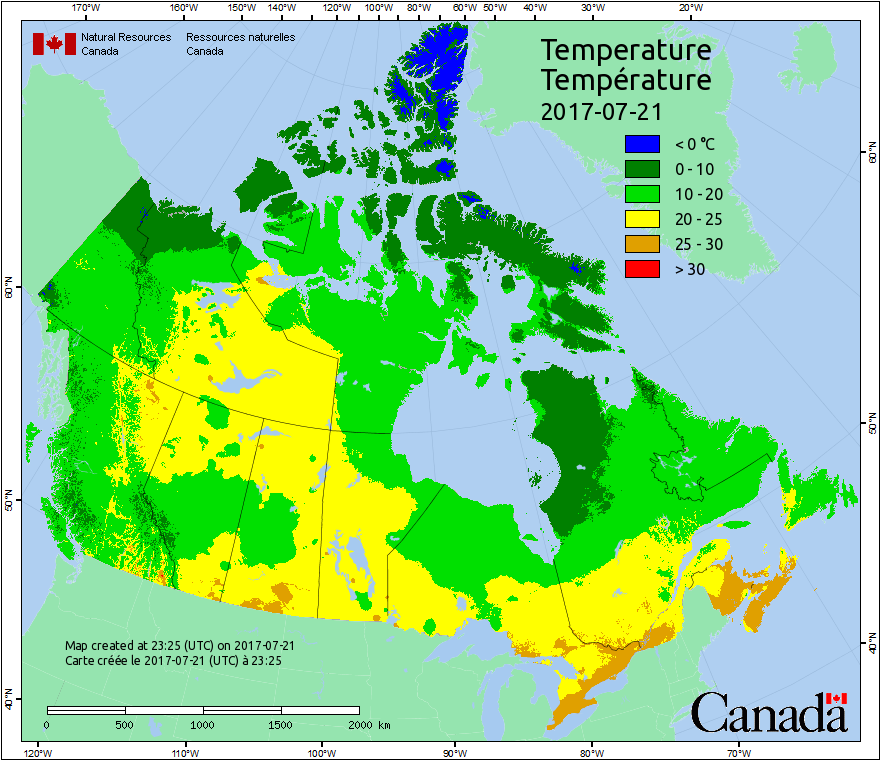 170°W 160°W 150°W 140°W 120°W 100°W 80°W 60°W 50°W 40°W 30°W 20°W
Natural Resources Ressources naturelles
Canada Canada
Temperature
Température
2017-07-21
< 0 °C
0 - 10
10 - 20
20 - 25
25 - 30
> 30
60°N
50°N
40°N
60°N
50°N
40°N
Map created at 23:25 (UTC) on 2017-07-21
Carte créée le 2017-07-21 (UTC) à 23:25
0 500 1000 1500 2000 km
Canada
120°W 110°W 100°W 90°W 80°W 70°W